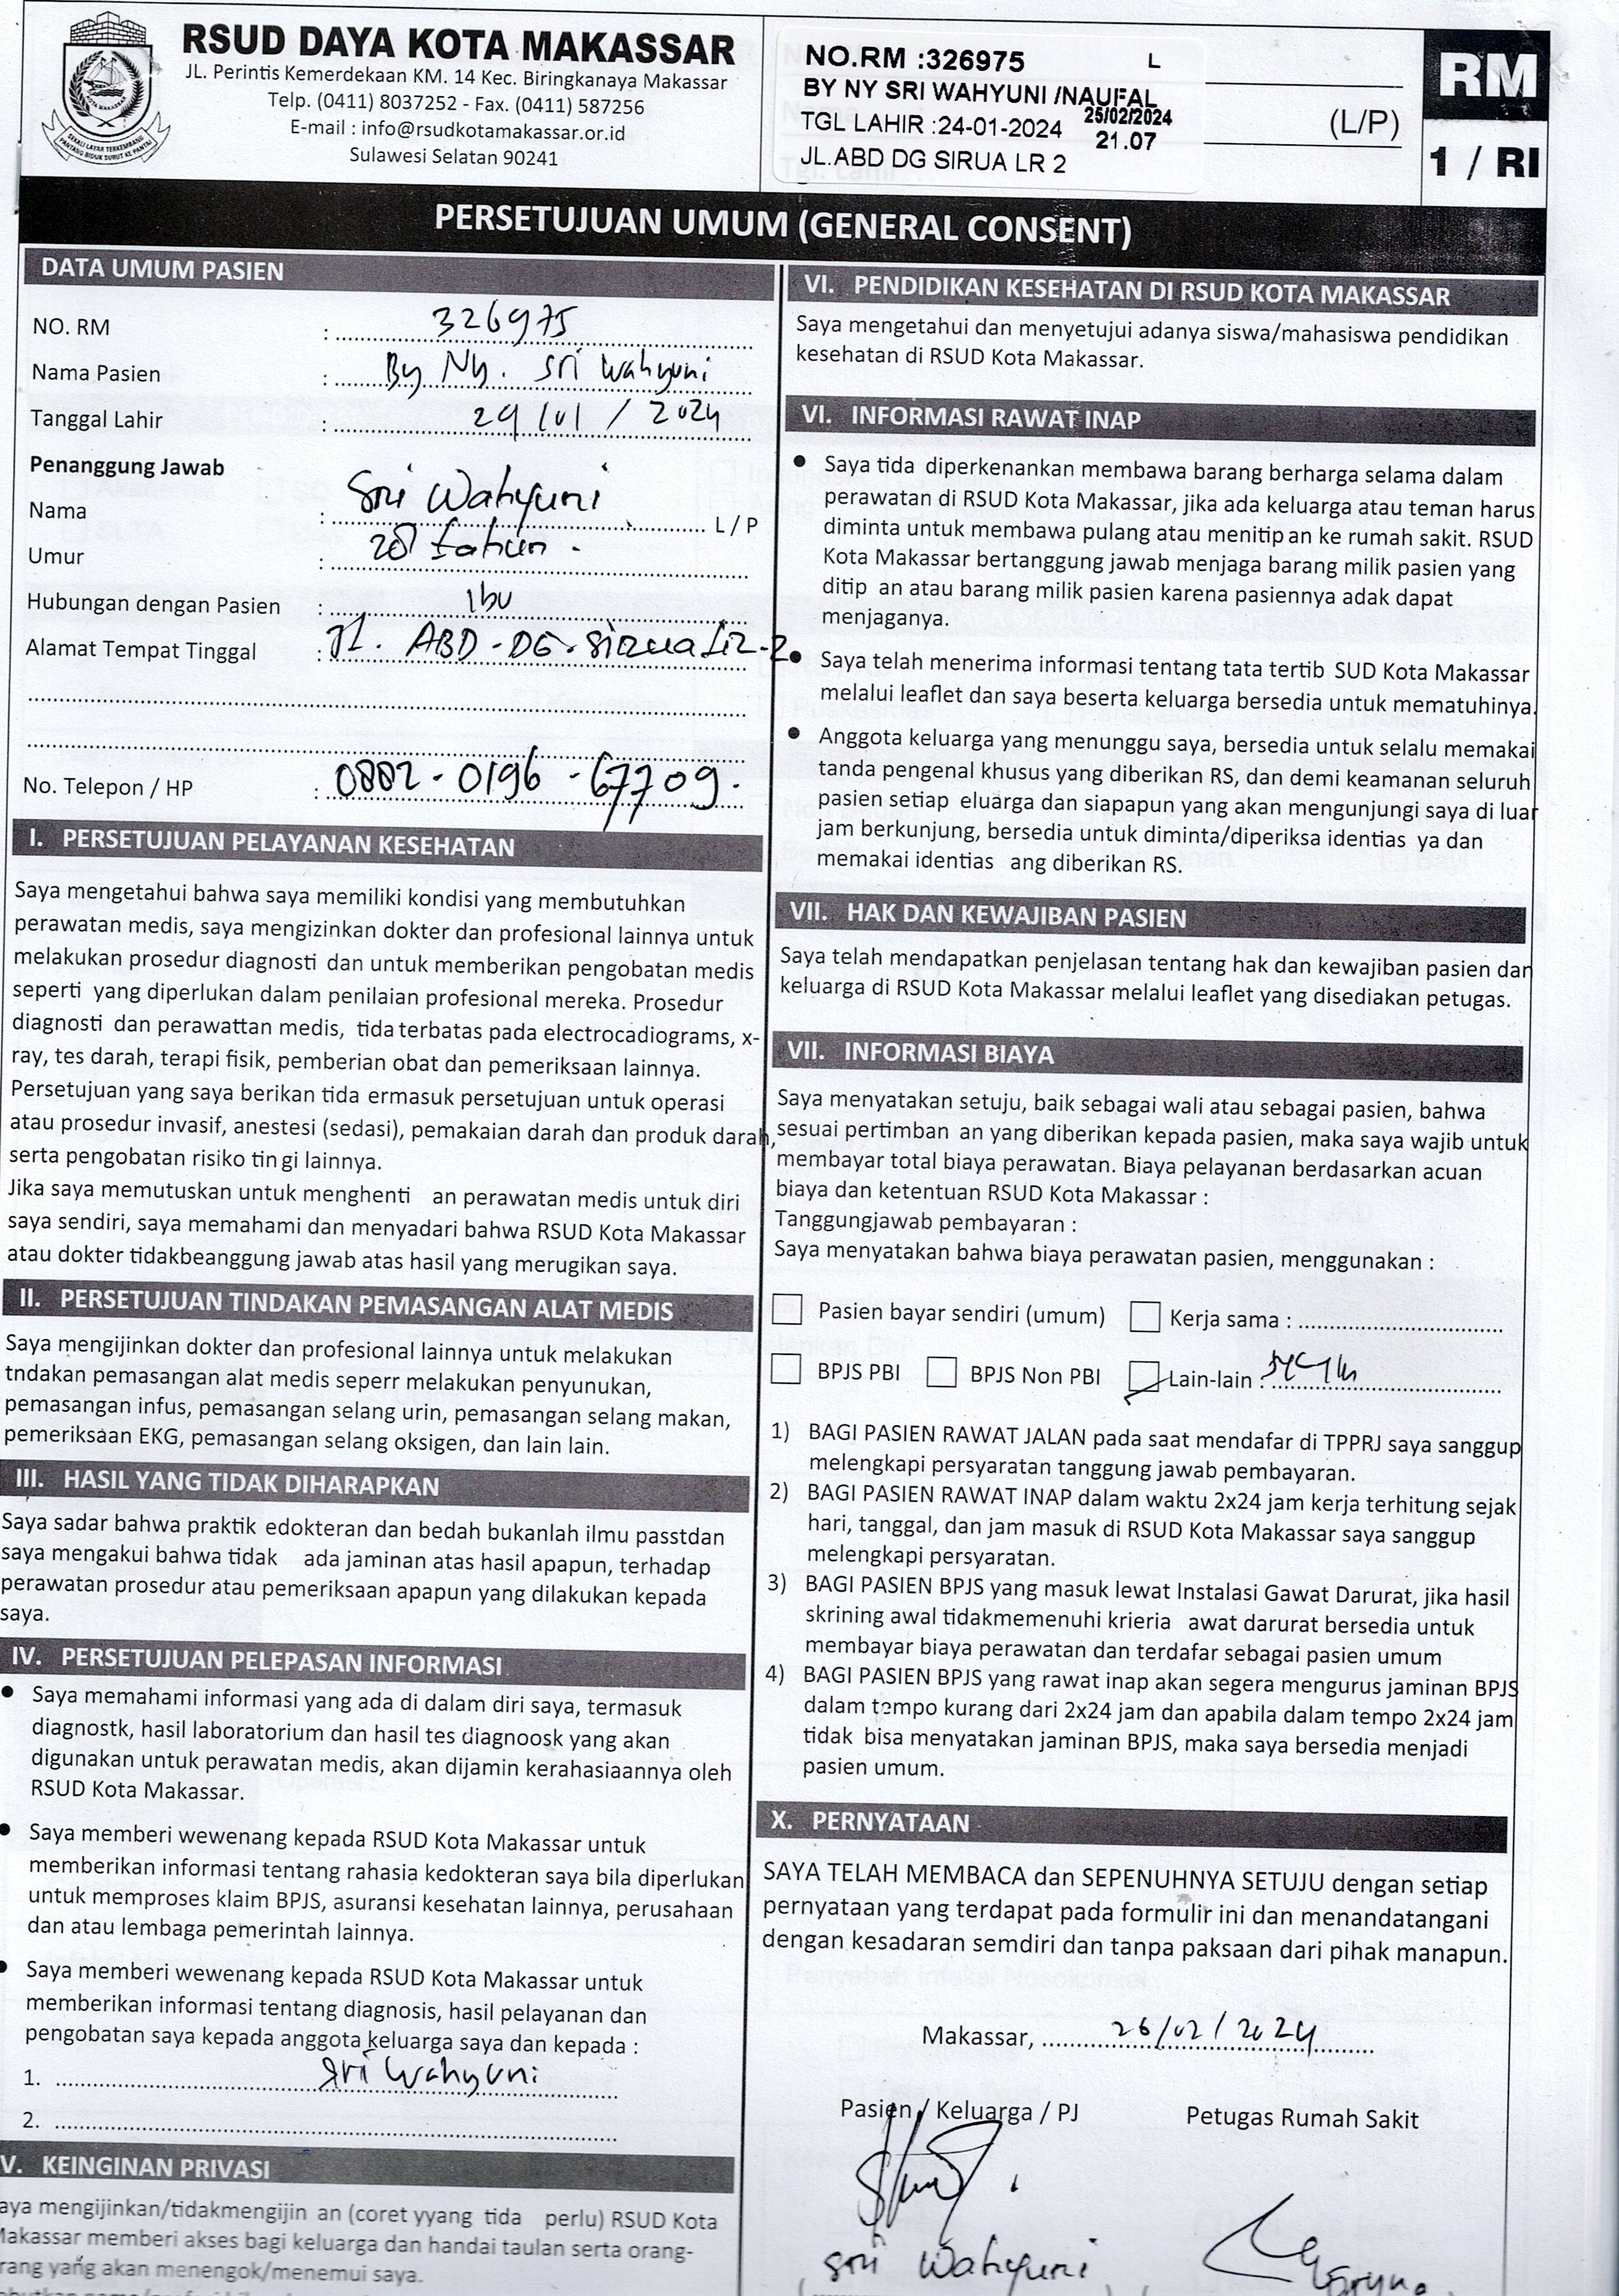 RSUD DAYA KOTA MAKASSAR
JL. Perintis Kemerdekaan KM. 14 Kec. Biringkanaya Makassar
Telp. (0411) 8037252 - Fax. (0411) 587256
E-mail : info@rsudkotamakassar.or.id
Sulawesi Selatan 90241
SEKALI LAYAR TERKEMBANG
PANTANG BIDUK SURUT KE PANTAI
NO.RM :326975 L
BY NY SRI WAHYUNI /NAUFAL
25/02/2024
TGL LAHIR :24-01-2024
21.07
JL.ABD DG SIRUA LR 2
(L/P)
RM
1 / RI
PERSETUJUAN UMUM (GENERAL CONSENT)
DATA UMUM PASIEN
NO. RM : 326975
Nama Pasien : By Ny. Sri Wahyuni
Tanggal Lahir : 29/01/2024
Penanggung Jawab
Nama : Sri Wahyuni L / P
Umur : 28 tahun.
Hubungan dengan Pasien : Ibu
Alamat Tempat Tinggal : Jl. ABD-DG-Sirua Lr-2
No. Telepon / HP : 0882-0196-67709.
I. PERSETUJUAN PELAYANAN KESEHATAN
Saya mengetahui bahwa saya memiliki kondisi yang membutuhkan
perawatan medis, saya mengizinkan dokter dan profesional lainnya untuk
melakukan prosedur diagnosti dan untuk memberikan pengobatan medis
seperti yang diperlukan dalam penilaian profesional mereka. Prosedur
diagnosti dan perawattan medis, tida terbatas pada electrocadiograms, x-
ray, tes darah, terapi fisik, pemberian obat dan pemeriksaan lainnya.
Persetujuan yang saya berikan tida ermasuk persetujuan untuk operasi
atau prosedur invasif, anestesi (sedasi), pemakaian darah dan produk darah,
serta pengobatan risiko tin gi lainnya.
Jika saya memutuskan untuk menghenti an perawatan medis untuk diri
saya sendiri, saya memahami dan menyadari bahwa RSUD Kota Makassar
atau dokter tidakbeanggung jawab atas hasil yang merugikan saya.
II. PERSETUJUAN TINDAKAN PEMASANGAN ALAT MEDIS
Saya mengijinkan dokter dan profesional lainnya untuk melakukan
tndakan pemasangan alat medis seperr melakukan penyunukan,
pemasangan infus, pemasangan selang urin, pemasangan selang makan,
pemeriksaan EKG, pemasangan selang oksigen, dan lain lain.
III. HASIL YANG TIDAK DIHARAPKAN
Saya sadar bahwa praktik edokteran dan bedah bukanlah ilmu passtdan
saya mengakui bahwa tidak ada jaminan atas hasil apapun, terhadap
perawatan prosedur atau pemeriksaan apapun yang dilakukan kepada
saya.
IV. PERSETUJUAN PELEPASAN INFORMASI
● Saya memahami informasi yang ada di dalam diri saya, termasuk
diagnostk, hasil laboratorium dan hasil tes diagnoosk yang akan
digunakan untuk perawatan medis, akan dijamin kerahasiaannya oleh
RSUD Kota Makassar.
● Saya memberi wewenang kepada RSUD Kota Makassar untuk
memberikan informasi tentang rahasia kedokteran saya bila diperlukan
untuk memproses klaim BPJS, asuransi kesehatan lainnya, perusahaan
dan atau lembaga pemerintah lainnya.
● Saya memberi wewenang kepada RSUD Kota Makassar untuk
memberikan informasi tentang diagnosis, hasil pelayanan dan
pengobatan saya kepada anggota keluarga saya dan kepada :
1. Sri Wahyuni
2.
V. KEINGINAN PRIVASI
aya mengijinkan/tidakmengijin an (coret yyang tida perlu) RSUD Kota
Makassar memberi akses bagi keluarga dan handai taulan serta orang-
rang yang akan menengok/menemui saya.
VI. PENDIDIKAN KESEHATAN DI RSUD KOTA MAKASSAR
Saya mengetahui dan menyetujui adanya siswa/mahasiswa pendidikan
kesehatan di RSUD Kota Makassar.
VI. INFORMASI RAWAT INAP
● Saya tida diperkenankan membawa barang berharga selama dalam
perawatan di RSUD Kota Makassar, jika ada keluarga atau teman harus
diminta untuk membawa pulang atau menitip an ke rumah sakit. RSUD
Kota Makassar bertanggung jawab menjaga barang milik pasien yang
ditip an atau barang milik pasien karena pasiennya adak dapat
menjaganya.
● Saya telah menerima informasi tentang tata tertib SUD Kota Makassar
melalui leaflet dan saya beserta keluarga bersedia untuk mematuhinya.
● Anggota keluarga yang menunggu saya, bersedia untuk selalu memakai
tanda pengenal khusus yang diberikan RS, dan demi keamanan seluruh
pasien setiap eluarga dan siapapun yang akan mengunjungi saya di luar
jam berkunjung, bersedia untuk diminta/diperiksa identias ya dan
memakai identias ang diberikan RS.
VII. HAK DAN KEWAJIBAN PASIEN
Saya telah mendapatkan penjelasan tentang hak dan kewajiban pasien dan
keluarga di RSUD Kota Makassar melalui leaflet yang disediakan petugas.
VII. INFORMASI BIAYA
Saya menyatakan setuju, baik sebagai wali atau sebagai pasien, bahwa
sesuai pertimban an yang diberikan kepada pasien, maka saya wajib untuk
membayar total biaya perawatan. Biaya pelayanan berdasarkan acuan
biaya dan ketentuan RSUD Kota Makassar :
Tanggungjawab pembayaran :
Saya menyatakan bahwa biaya perawatan pasien, menggunakan :
Pasien bayar sendiri (umum) Kerja sama :
BPJS PBI BPJS Non PBI Lain-lain :
1) BAGI PASIEN RAWAT JALAN pada saat mendafar di TPPRJ saya sanggup
melengkapi persyaratan tanggung jawab pembayaran.
2) BAGI PASIEN RAWAT INAP dalam waktu 2x24 jam kerja terhitung sejak
hari, tanggal, dan jam masuk di RSUD Kota Makassar saya sanggup
melengkapi persyaratan.
3) BAGI PASIEN BPJS yang masuk lewat Instalasi Gawat Darurat, jika hasil
skrining awal tidakmemenuhi krieria awat darurat bersedia untuk
membayar biaya perawatan dan terdafar sebagai pasien umum
4) BAGI PASIEN BPJS yang rawat inap akan segera mengurus jaminan BPJS
dalam tempo kurang dari 2x24 jam dan apabila dalam tempo 2x24 jam
tidak bisa menyatakan jaminan BPJS, maka saya bersedia menjadi
pasien umum.
X. PERNYATAAN
SAYA TELAH MEMBACA dan SEPENUHNYA SETUJU dengan setiap
pernyataan yang terdapat pada formulir ini dan menandatangani
dengan kesadaran semdiri dan tanpa paksaan dari pihak manapun.
Makassar, 26/02/2024
Pasien / Keluarga / PJ Petugas Rumah Sakit
Sri Wahyuni